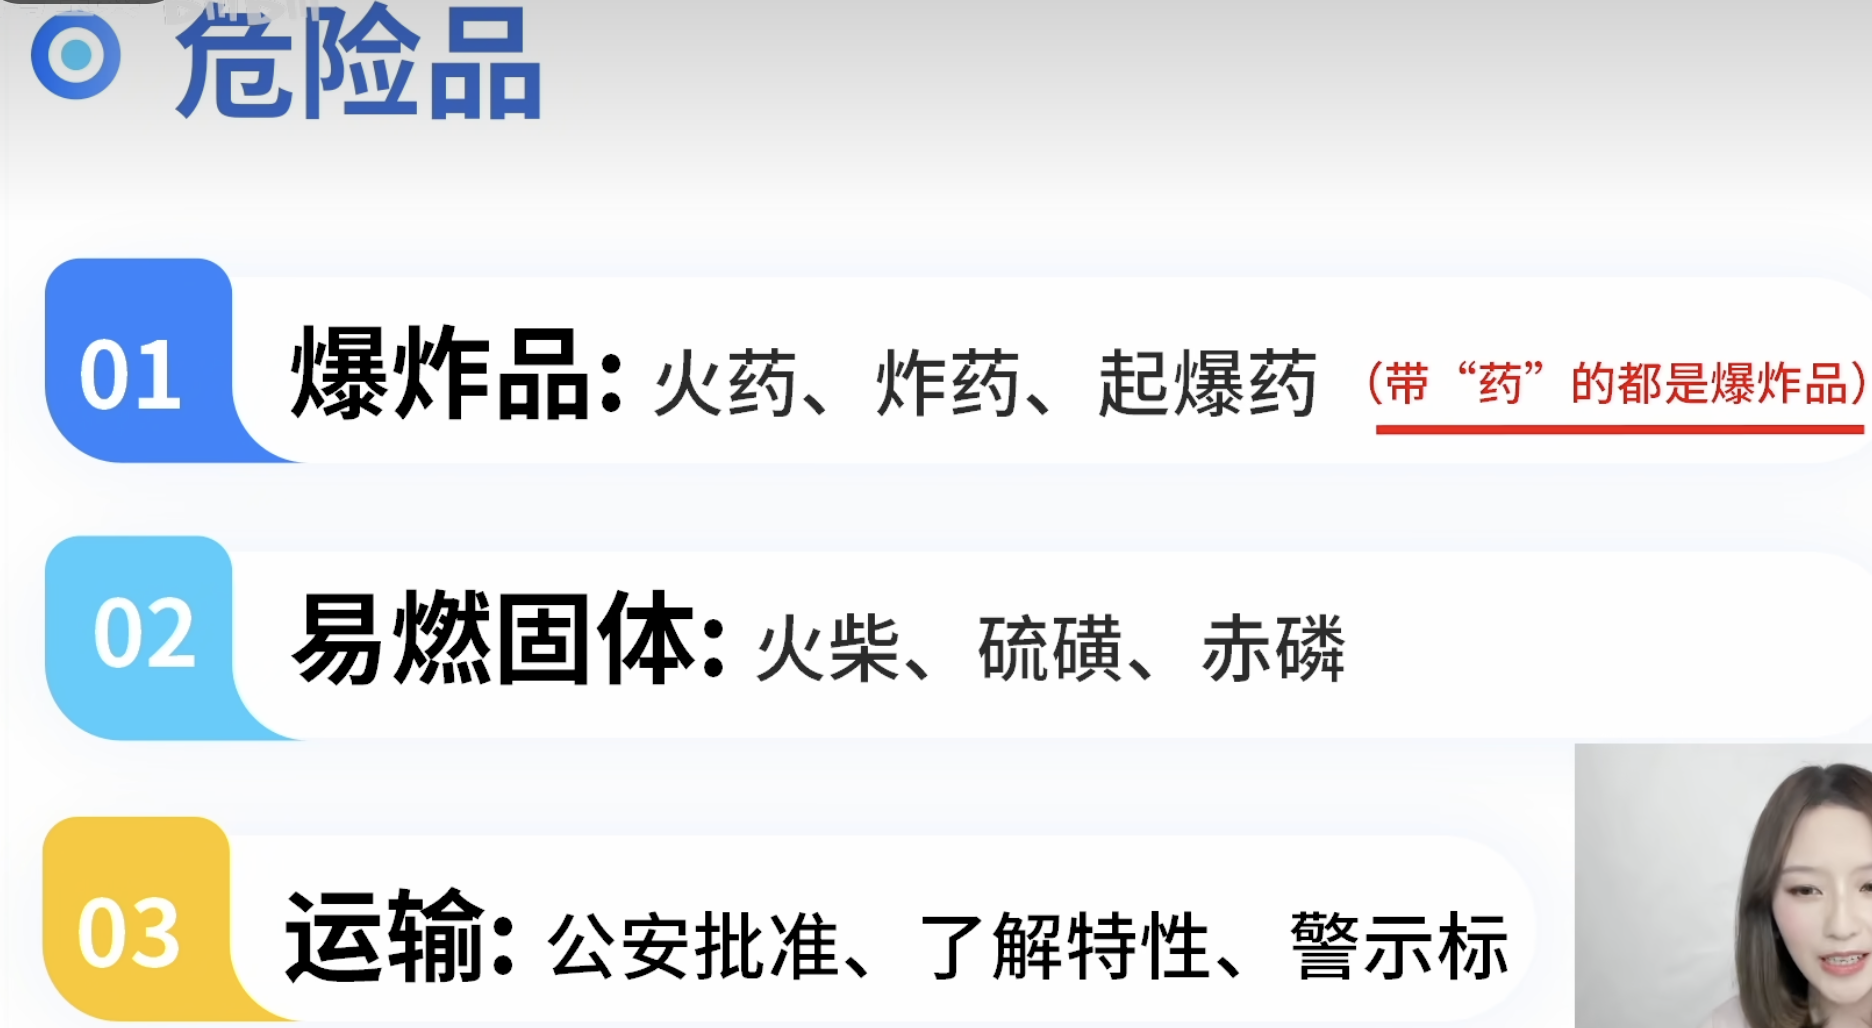 危险品
01
爆炸品：火药、炸药、起爆药（带“药”的都是爆炸品）
02
易燃固体：火柴、硫磺、赤磷
03
运输：公安批准、了解特性、警示标